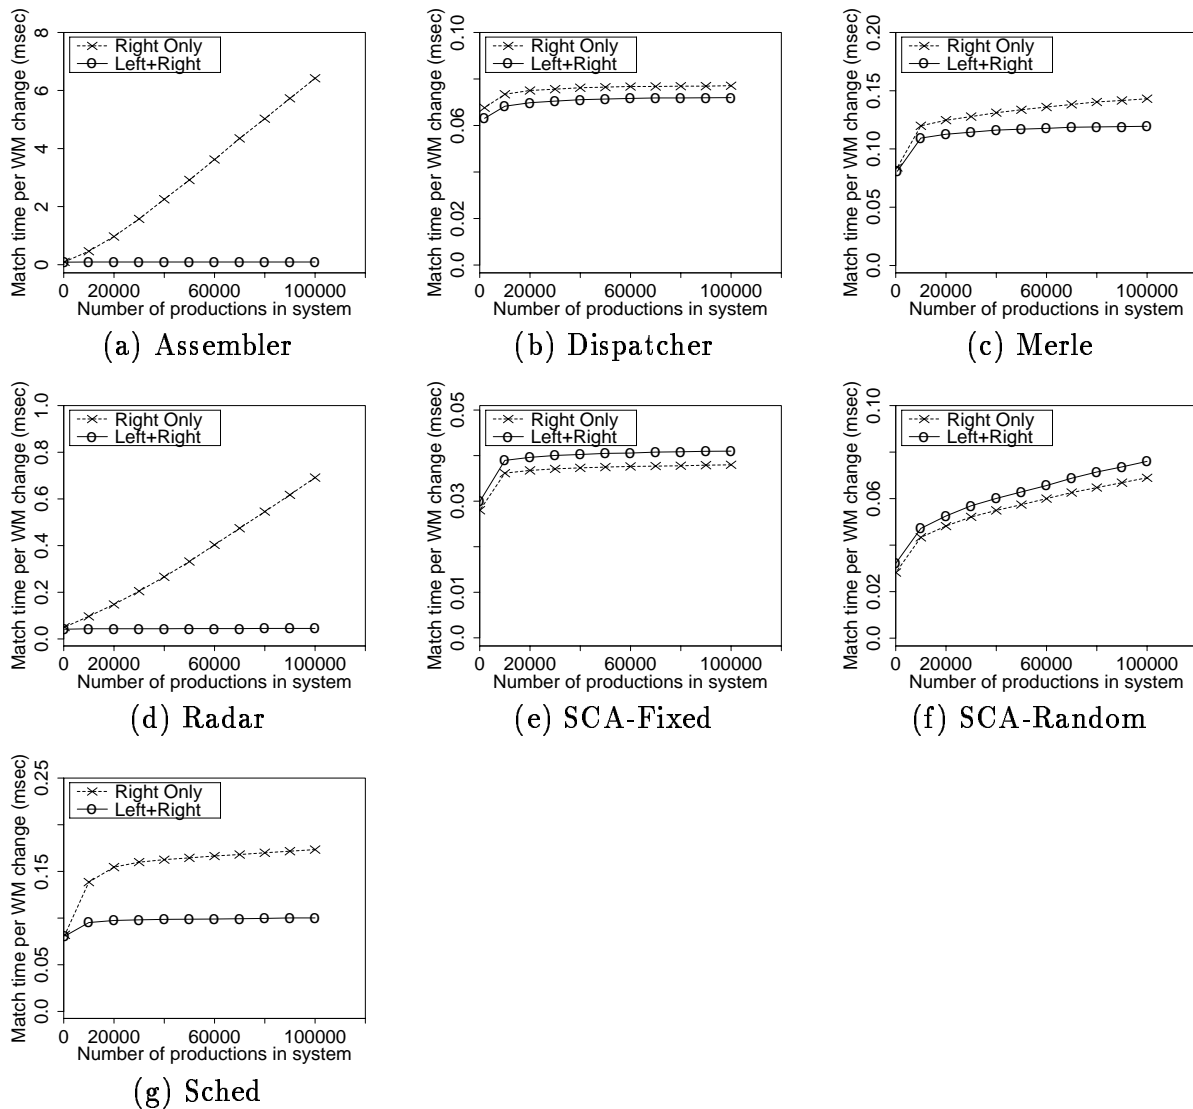 Match time per WM change (msec)
8
6
4
2
0
Right Only
Left+Right
0 20000 60000 100000
Number of productions in system
(a) Assembler
Match time per WM change (msec)
0.10
0.06
0.02
0.0
Right Only
Left+Right
0 20000 60000 100000
Number of productions in system
(b) Dispatcher
Match time per WM change (msec)
0.20
0.15
0.10
0.05
0.0
Right Only
Left+Right
0 20000 60000 100000
Number of productions in system
(c) Merle
Match time per WM change (msec)
1.0
0.8
0.6
0.4
0.2
0.0
Right Only
Left+Right
0 20000 60000 100000
Number of productions in system
(d) Radar
Match time per WM change (msec)
0.05
0.03
0.01
0.0
Right Only
Left+Right
0 20000 60000 100000
Number of productions in system
(e) SCA-Fixed
Match time per WM change (msec)
0.10
0.06
0.02
0.0
Right Only
Left+Right
0 20000 60000 100000
Number of productions in system
(f) SCA-Random
Match time per WM change (msec)
0.25
0.15
0.05
0.0
Right Only
Left+Right
0 20000 60000 100000
Number of productions in system
(g) Sched